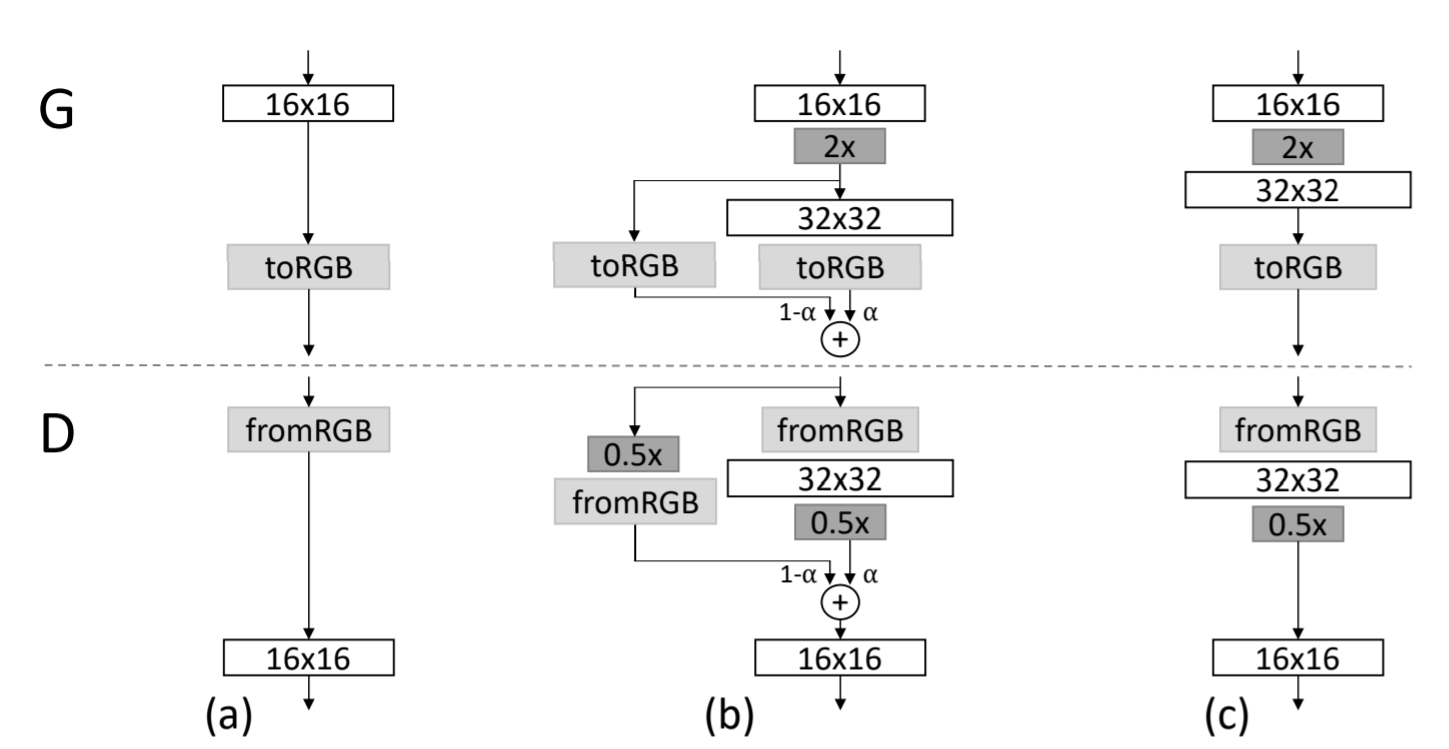 G
16x16
toRGB
16x16
2x
32x32
toRGB
toRGB
1-α
α
+
16x16
2x
32x32
toRGB
D
fromRGB
16x16
(a)
0.5x
fromRGB
fromRGB
32x32
0.5x
1-α
α
+
16x16
(b)
fromRGB
32x32
0.5x
16x16
(c)